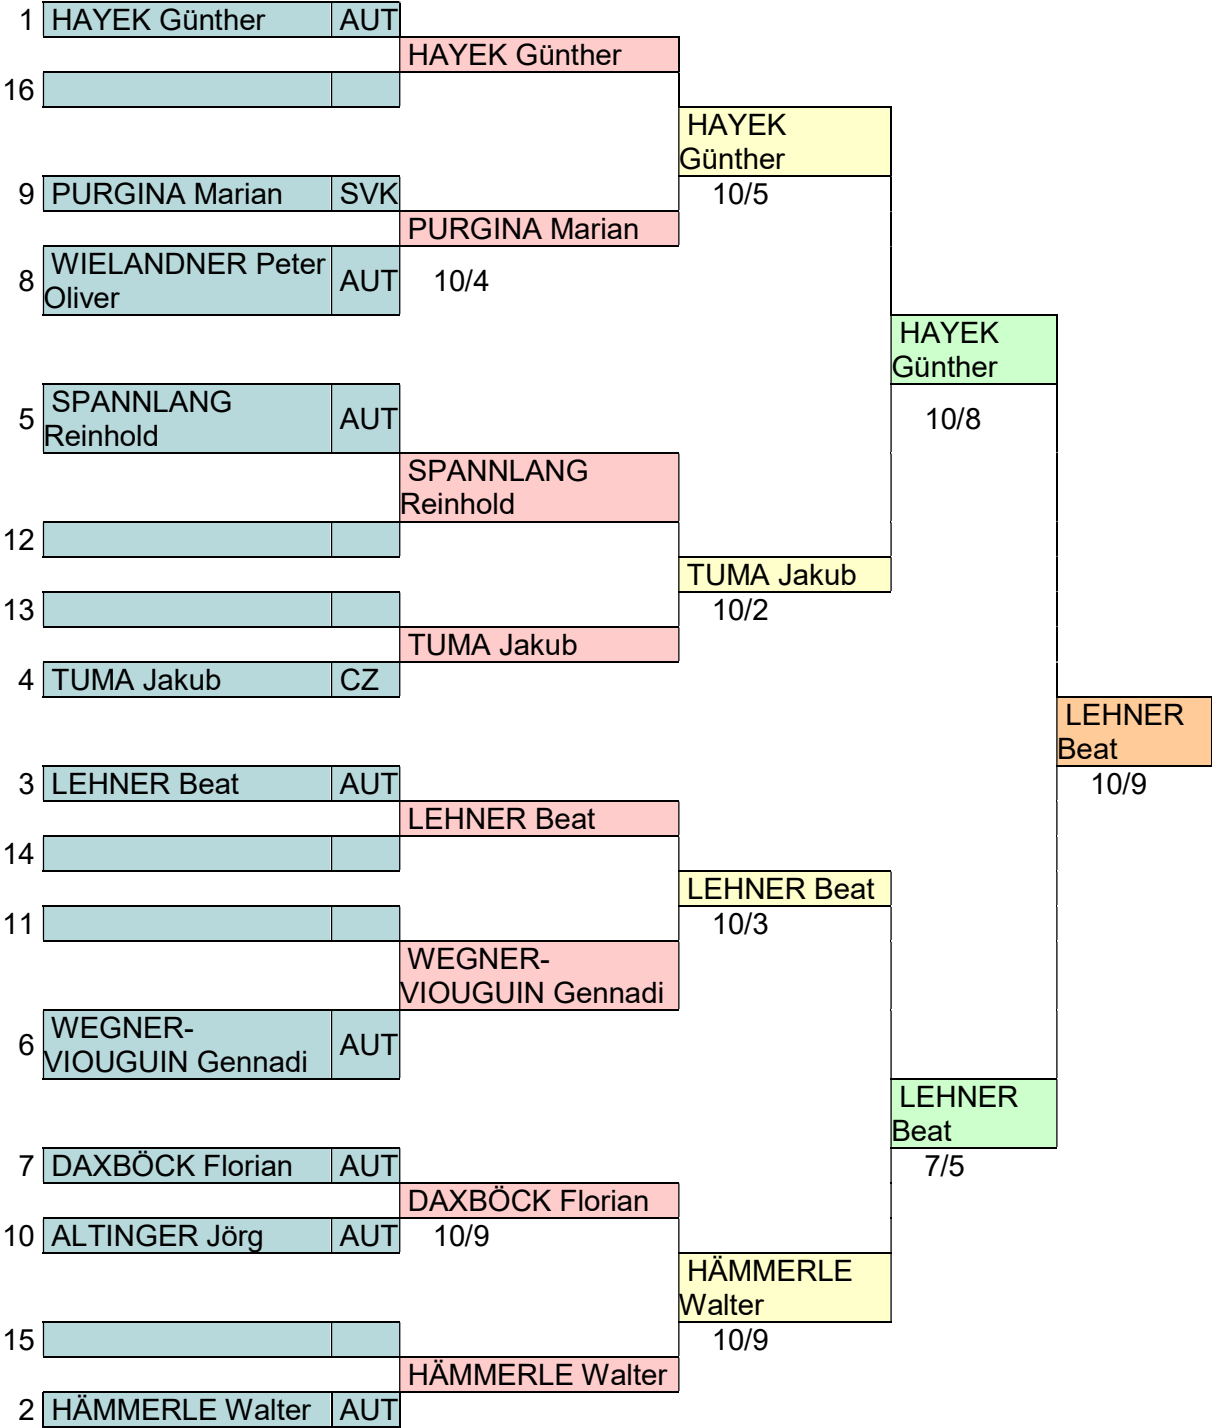 1 HAYEK Günther AUT
HAYEK Günther
16
HAYEK
Günther
9 PURGINA Marian SVK
10/5
PURGINA Marian
8 WIELANDNER Peter
Oliver AUT
10/4
HAYEK
Günther
5 SPANNLANG
Reinhold AUT
10/8
SPANNLANG
Reinhold
12
TUMA Jakub
13
10/2
TUMA Jakub
4 TUMA Jakub CZ
LEHNER
Beat
3 LEHNER Beat AUT
10/9
LEHNER Beat
14
LEHNER Beat
11
10/3
WEGNER-
VIOUGUIN Gennadi
6 WEGNER-
VIOUGUIN Gennadi AUT
LEHNER
Beat
7 DAXBÖCK Florian AUT
7/5
DAXBÖCK Florian
10 ALTINGER Jörg AUT
10/9
HÄMMERLE
Walter
15
10/9
HÄMMERLE Walter
2 HÄMMERLE Walter AUT